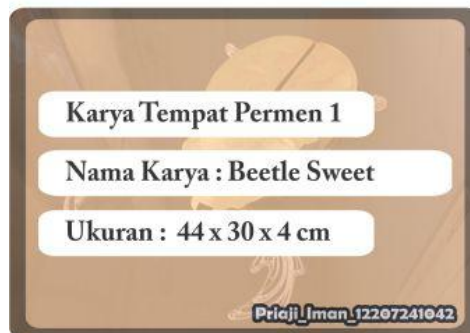 Karya Tempat Permen 1
Nama Karya : Beetle Sweet
Ukuran : 44 x 30 x 4 cm
Priaji_Iman_12207241042